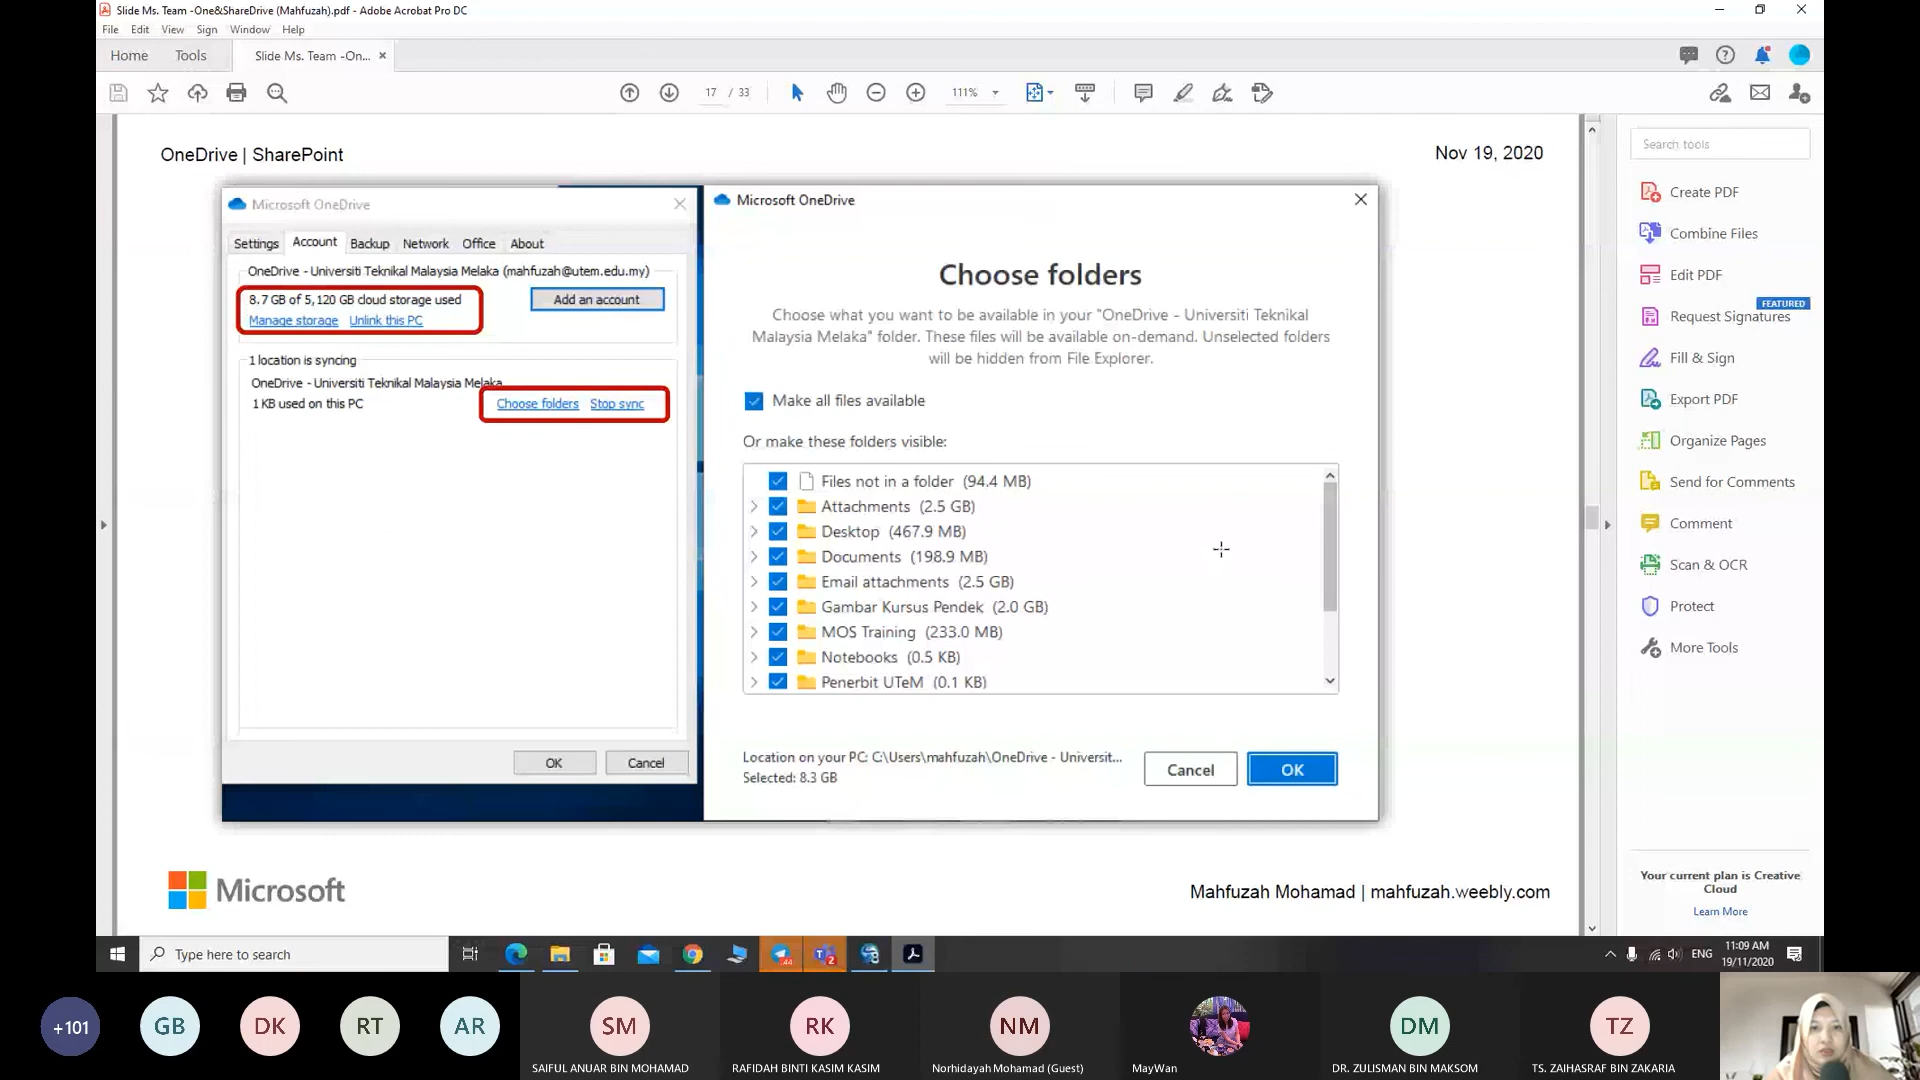 Slide Ms. Team -One&ShareDrive (Mahfuzah).pdf - Adobe Acrobat Pro DC
File Edit View Sign Window Help
Home Tools Slide Ms. Team -On...
17 / 33 111%
OneDrive | SharePoint
Nov 19, 2020
Microsoft OneDrive
Settings Account Backup Network Office About
OneDrive - Universiti Teknikal Malaysia Melaka (mahfuzah@utem.edu.my)
8.7 GB of 5,120 GB cloud storage used
Add an account
Manage storage Unlink this PC
1 location is syncing
OneDrive - Universiti Teknikal Malaysia Melaka
1 KB used on this PC
Choose folders Stop sync
OK Cancel
Microsoft OneDrive
Choose folders
Choose what you want to be available in your "OneDrive - Universiti Teknikal
Malaysia Melaka" folder. These files will be available on-demand. Unselected folders
will be hidden from File Explorer.
Make all files available
Or make these folders visible:
Files not in a folder (94.4 MB)
Attachments (2.5 GB)
Desktop (467.9 MB)
Documents (198.9 MB)
Email attachments (2.5 GB)
Gambar Kursus Pendek (2.0 GB)
MOS Training (233.0 MB)
Notebooks (0.5 KB)
Penerbit UTeM (0.1 KB)
Location on your PC: C:\Users\mahfuzah\OneDrive - Universit...
Selected: 8.3 GB
Cancel OK
Microsoft
Mahfuzah Mohamad | mahfuzah.weebly.com
Search tools
Create PDF
Combine Files
Edit PDF
FEATURED
Request Signatures
Fill & Sign
Export PDF
Organize Pages
Send for Comments
Comment
Scan & OCR
Protect
More Tools
Your current plan is Creative
Cloud
Learn More
Type here to search
44
2
ENG
11:09 AM
19/11/2020
+101
GB
DK
RT
AR
SM
SAIFUL ANUAR BIN MOHAMAD
RK
RAFIDAH BINTI KASIM KASIM
NM
Norhidayah Mohamad (Guest)
MayWan
DM
DR. ZULISMAN BIN MAKSOM
TZ
TS. ZAIHASRAF BIN ZAKARIA